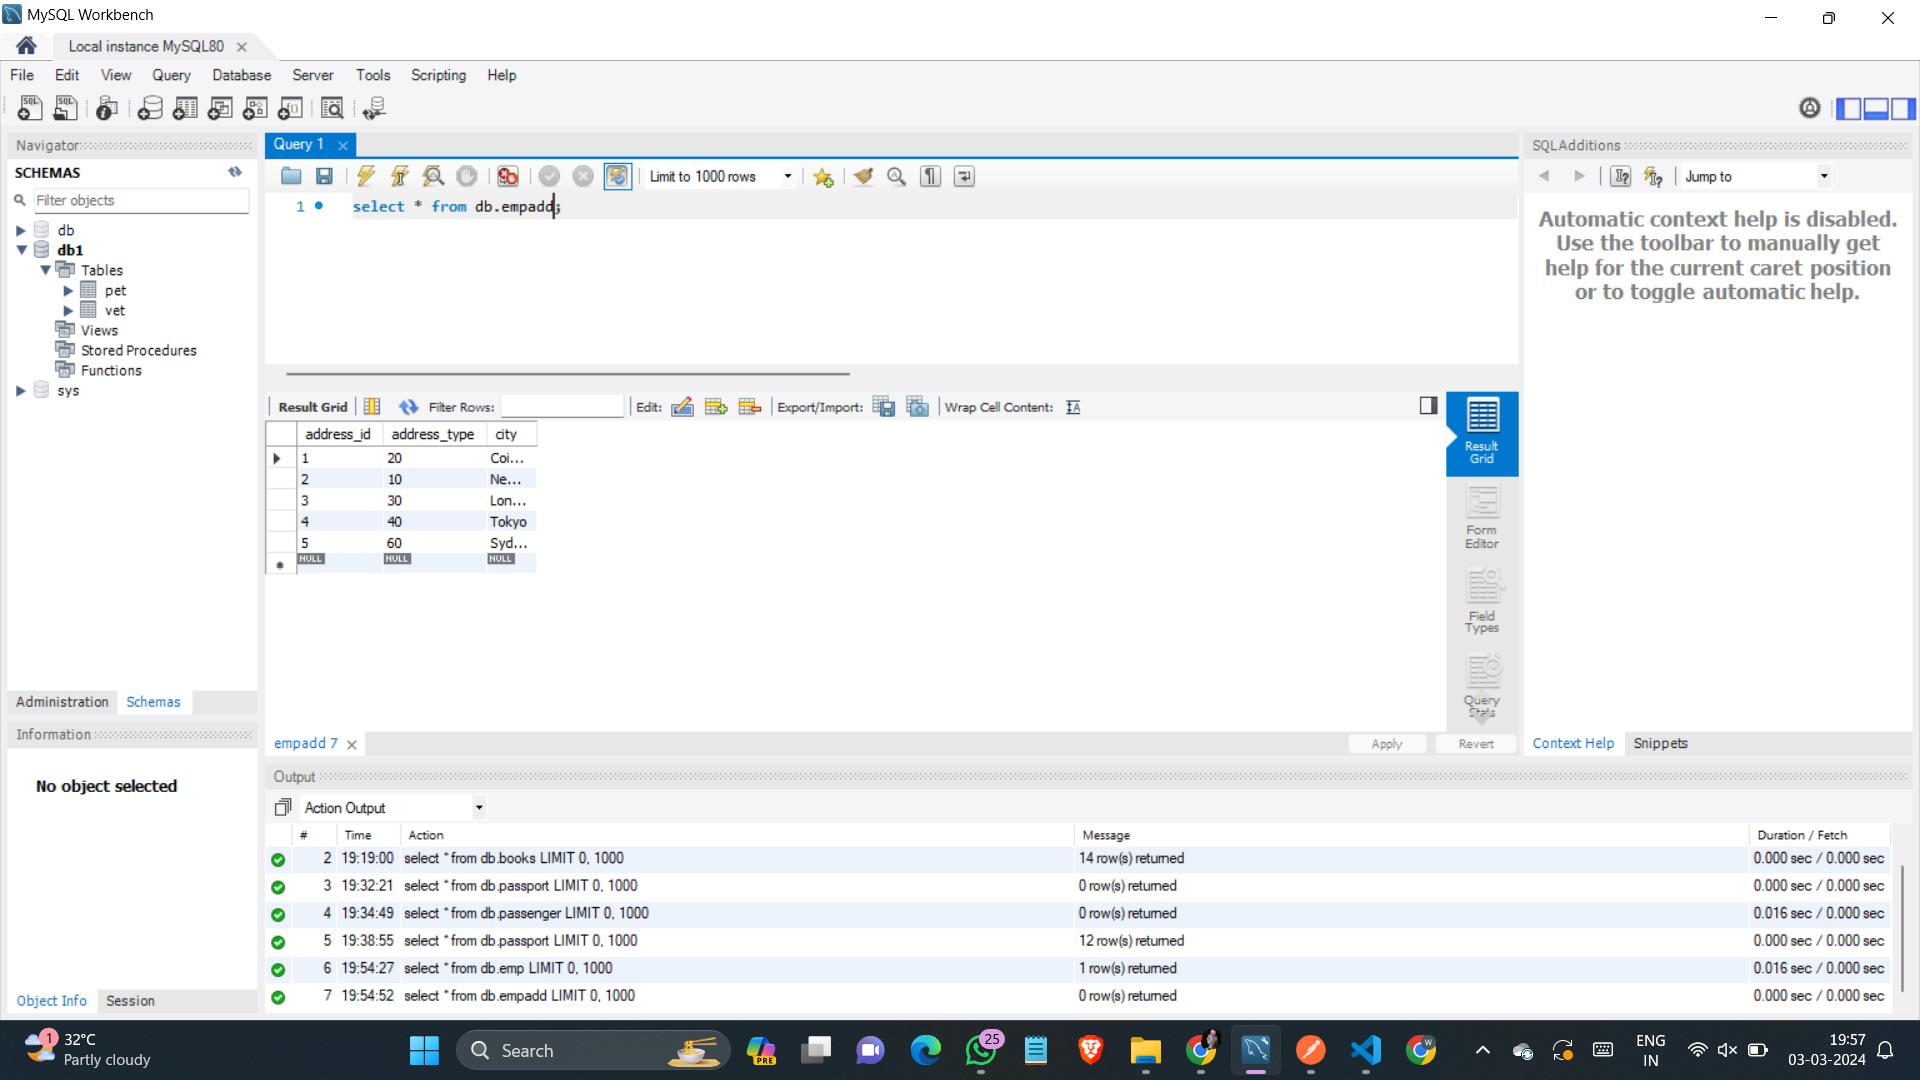 MySQL Workbench
Local instance MySQL80
File Edit View Query Database Server Tools Scripting Help
Navigator
SCHEMAS
Filter objects
db
db1
Tables
pet
vet
Views
Stored Procedures
Functions
sys
Administration Schemas
Information
No object selected
Object Info Session
Query 1
Limit to 1000 rows
1 select * from db.empadd;
Result Grid Filter Rows: Edit: Export/Import: Wrap Cell Content:
address_id address_type city
1 20 Coi...
2 10 Ne...
3 30 Lon...
4 40 Tokyo
5 60 Syd...
NULL NULL NULL
Result Grid
Form Editor
Field Types
Query Stats
empadd 7
Apply Revert
SQLAdditions
Jump to
Automatic context help is disabled.
Use the toolbar to manually get
help for the current caret position
or to toggle automatic help.
Context Help Snippets
Output
Action Output
# Time Action Message Duration / Fetch
2 19:19:00 select * from db.books LIMIT 0, 1000 14 row(s) returned 0.000 sec / 0.000 sec
3 19:32:21 select * from db.passport LIMIT 0, 1000 0 row(s) returned 0.000 sec / 0.000 sec
4 19:34:49 select * from db.passenger LIMIT 0, 1000 0 row(s) returned 0.016 sec / 0.000 sec
5 19:38:55 select * from db.passport LIMIT 0, 1000 12 row(s) returned 0.000 sec / 0.000 sec
6 19:54:27 select * from db.emp LIMIT 0, 1000 1 row(s) returned 0.016 sec / 0.000 sec
7 19:54:52 select * from db.empadd LIMIT 0, 1000 0 row(s) returned 0.000 sec / 0.000 sec
1
32°C
Partly cloudy
Search
PRE
25
W
ENG
IN
19:57
03-03-2024